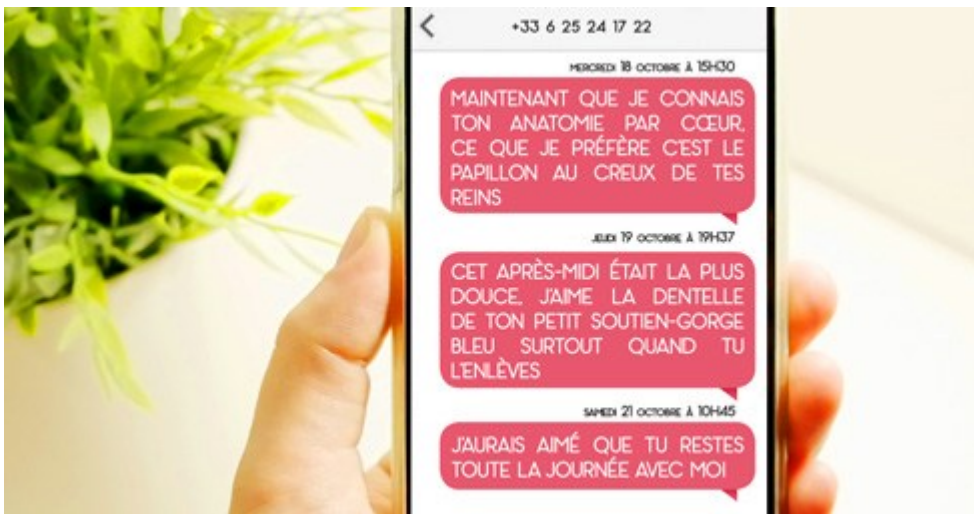 +33 6 25 24 17 22
MERCREDI 18 OCTOBRE À 15H30
MAINTENANT QUE JE CONNAIS
TON ANATOMIE PAR CŒUR,
CE QUE JE PRÉFÈRE C'EST LE
PAPILLON AU CREUX DE TES
REINS
JEUDI 19 OCTOBRE À 19H37
CET APRÈS-MIDI ÉTAIT LA PLUS
DOUCE, J'AIME LA DENTELLE
DE TON PETIT SOUTIEN-GORGE
BLEU SURTOUT QUAND TU
L'ENLÈVES
SAMEDI 21 OCTOBRE À 10H45
J'AURAIS AIMÉ QUE TU RESTES
TOUTE LA JOURNÉE AVEC MOI